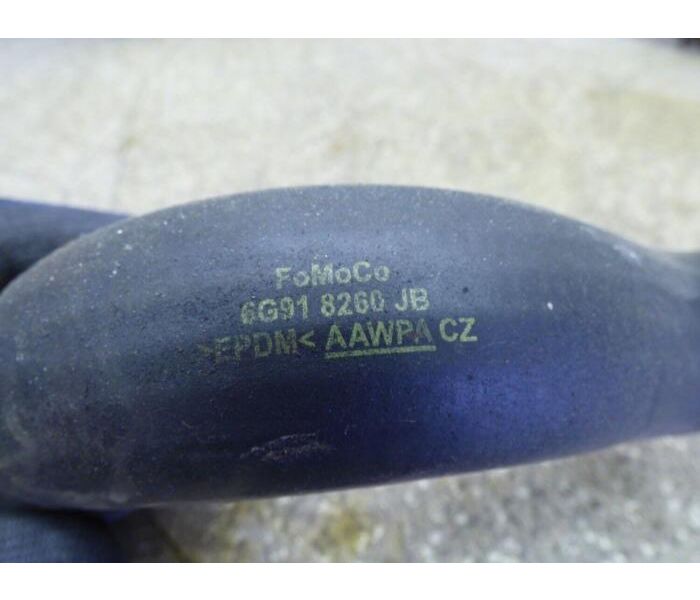 FoMoCo
6G91 8260 JB
>EPDM< AAWPA CZ